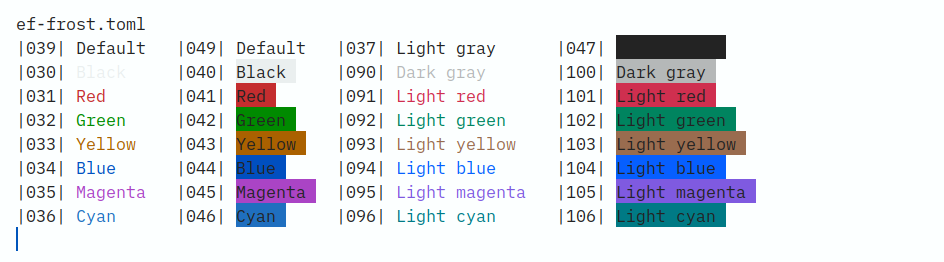 ef-frost.toml
|039| Default |049| Default |037| Light gray |047|
|030| Black |040| Black |090| Dark gray |100| Dark gray
|031| Red |041| Red |091| Light red |101| Light red
|032| Green |042| Green |092| Light green |102| Light green
|033| Yellow |043| Yellow |093| Light yellow |103| Light yellow
|034| Blue |044| Blue |094| Light blue |104| Light blue
|035| Magenta |045| Magenta |095| Light magenta |105| Light magenta
|036| Cyan |046| Cyan |096| Light cyan |106| Light cyan